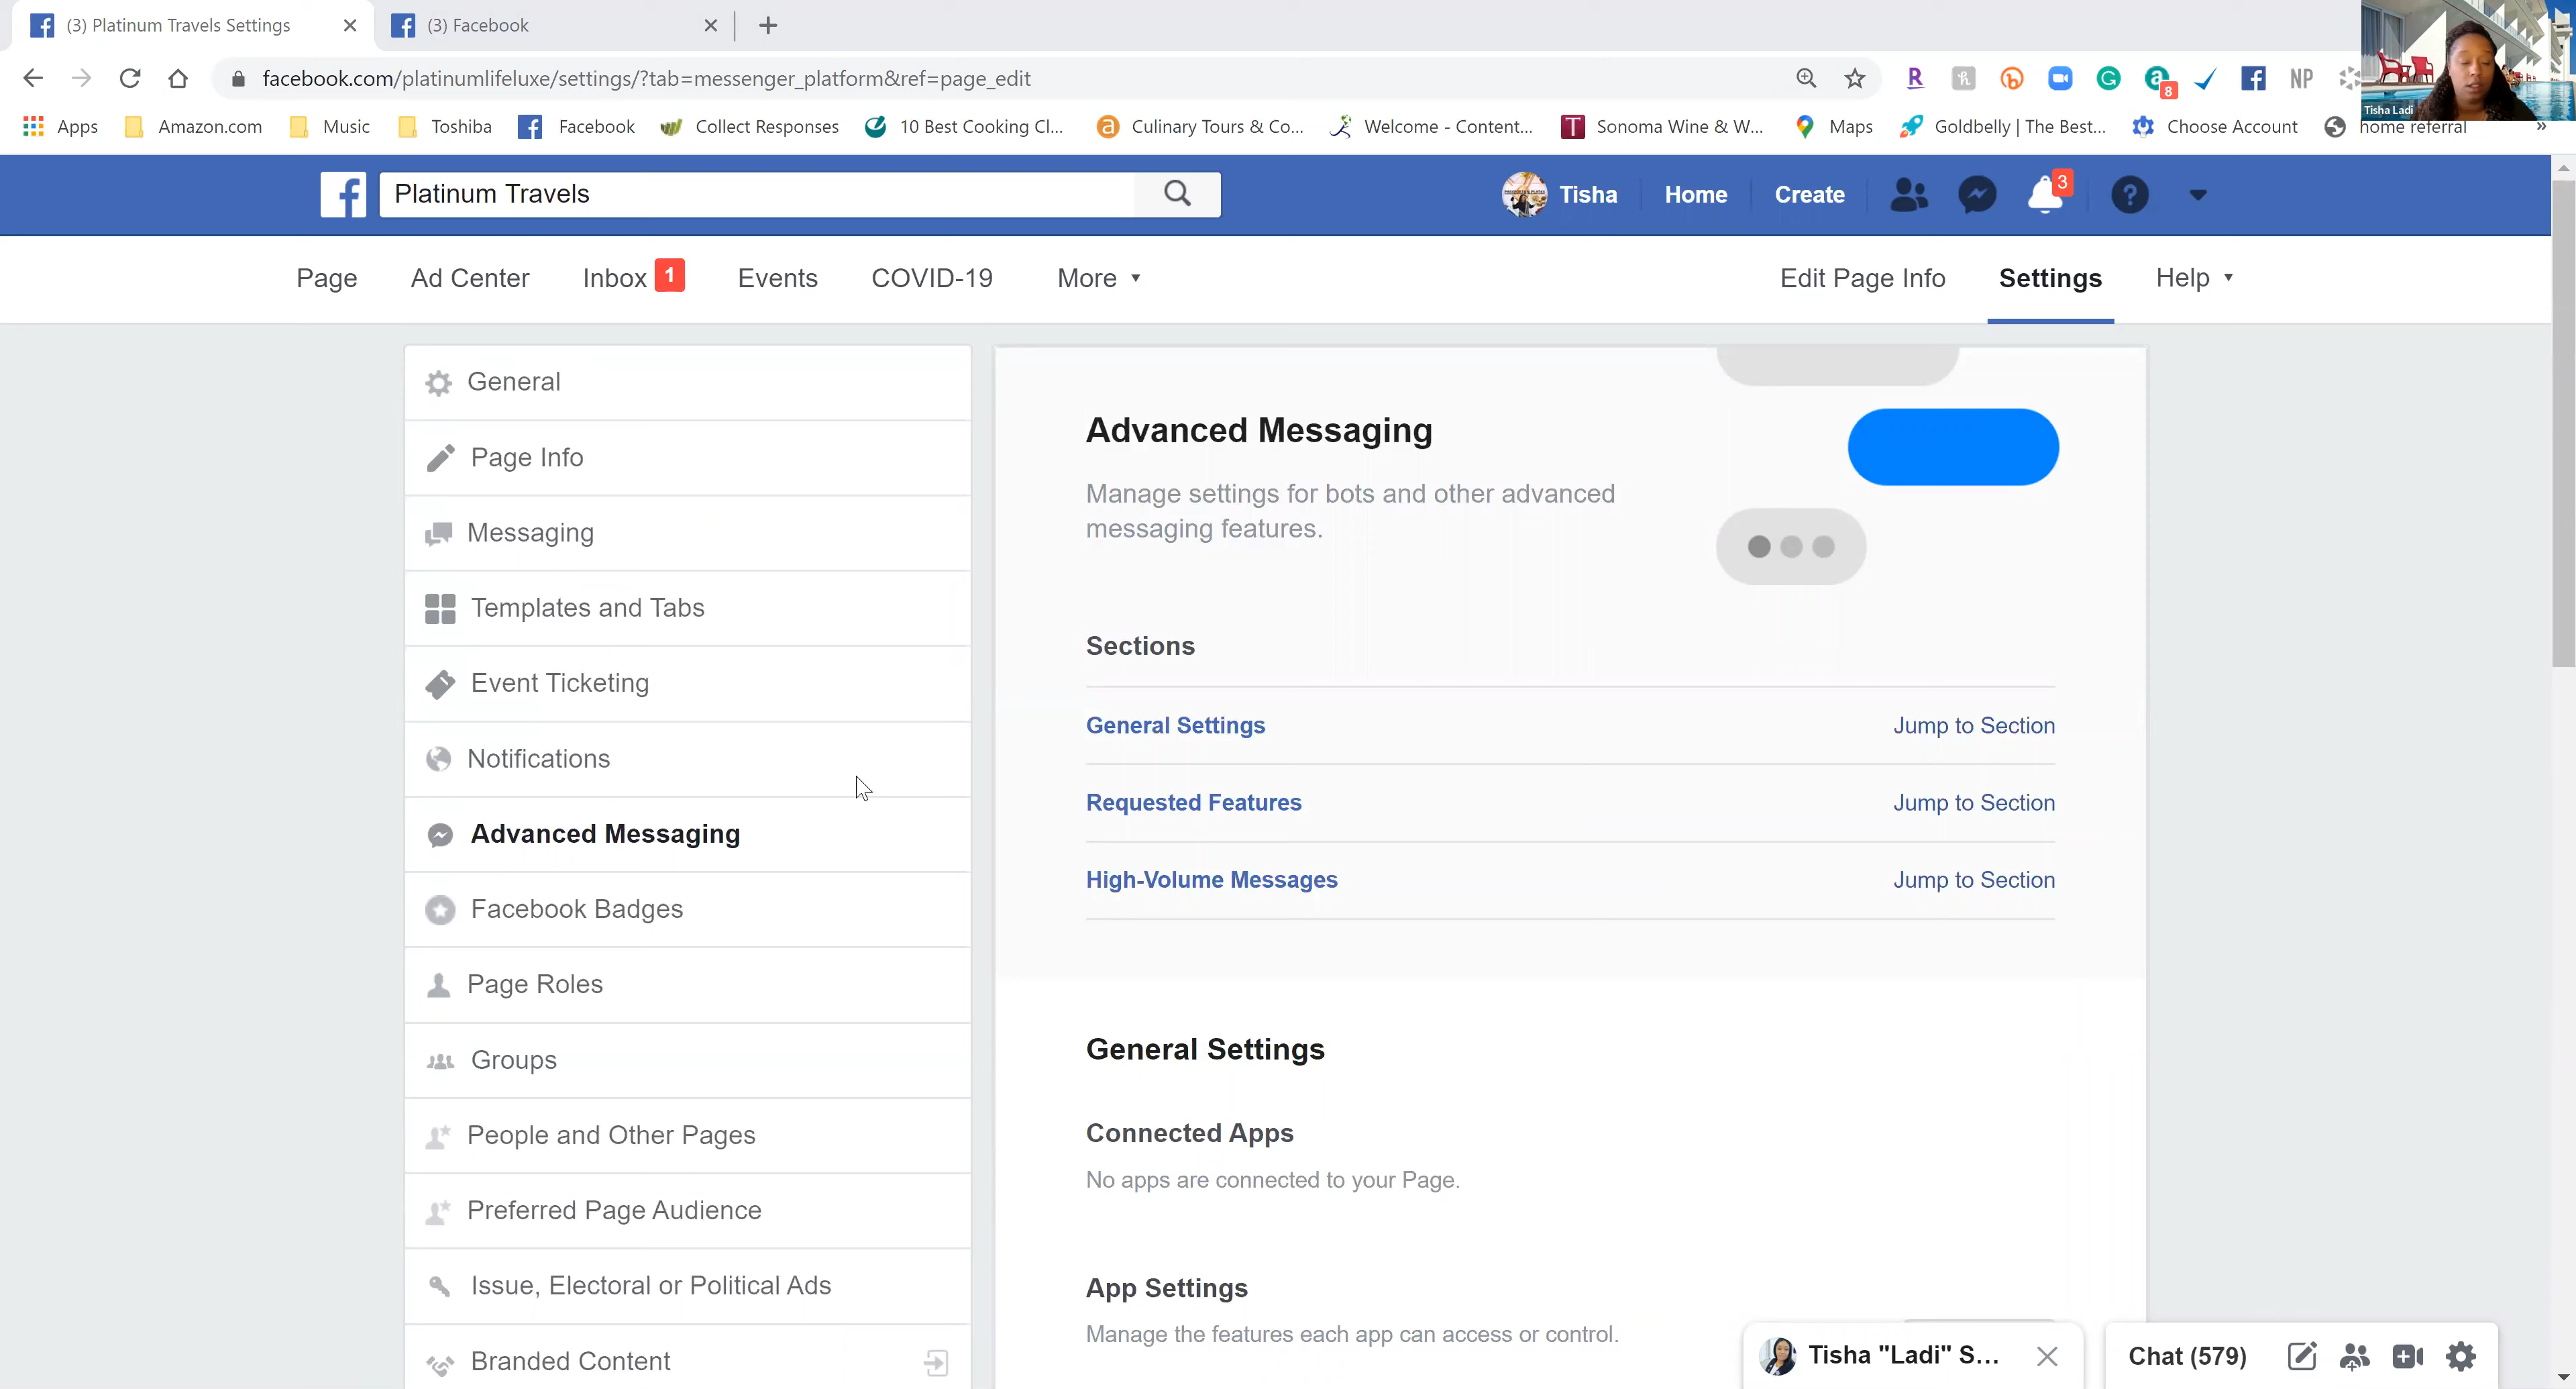 (3) Platinum Travels Settings
(3) Facebook
facebook.com/platinumlifeluxe/settings/?tab=messenger_platform&ref=page_edit
8
NP
Tisha Ladi
Apps
Amazon.com
Music
Toshiba
Facebook
Collect Responses
10 Best Cooking Cl...
Culinary Tours & Co...
Welcome - Content...
Sonoma Wine & W...
Maps
Goldbelly | The Best...
Choose Account
home referral
»
Platinum Travels
Tisha
Home
Create
3
Page
Ad Center
Inbox 1
Events
COVID-19
More
Edit Page Info
Settings
Help
General
Page Info
Messaging
Templates and Tabs
Event Ticketing
Notifications
Advanced Messaging
Facebook Badges
Page Roles
Groups
People and Other Pages
Preferred Page Audience
Issue, Electoral or Political Ads
Branded Content
Advanced Messaging
Manage settings for bots and other advanced
messaging features.
Sections
General Settings Jump to Section
Requested Features Jump to Section
High-Volume Messages Jump to Section
General Settings
Connected Apps
No apps are connected to your Page.
App Settings
Manage the features each app can access or control.
Tisha "Ladi" S...
Chat (579)